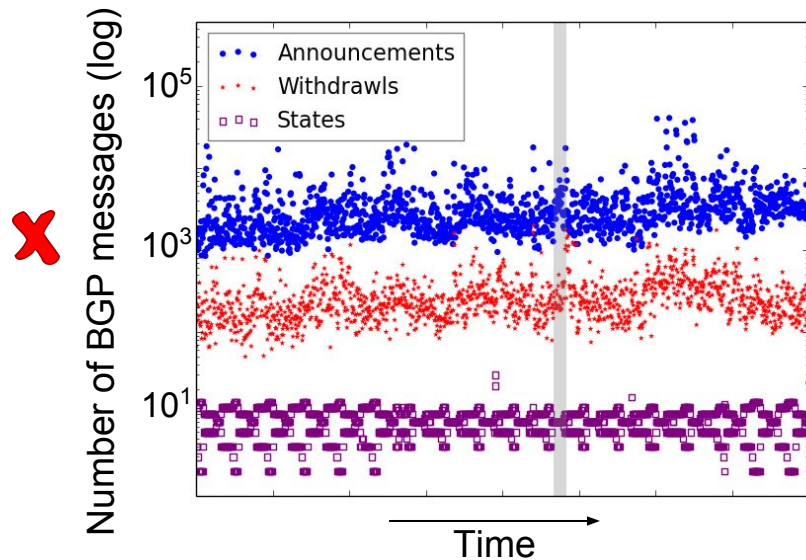 Number of BGP messages (log)
10^5
10^3
10^1
Announcements
Withdrawls
States
Time